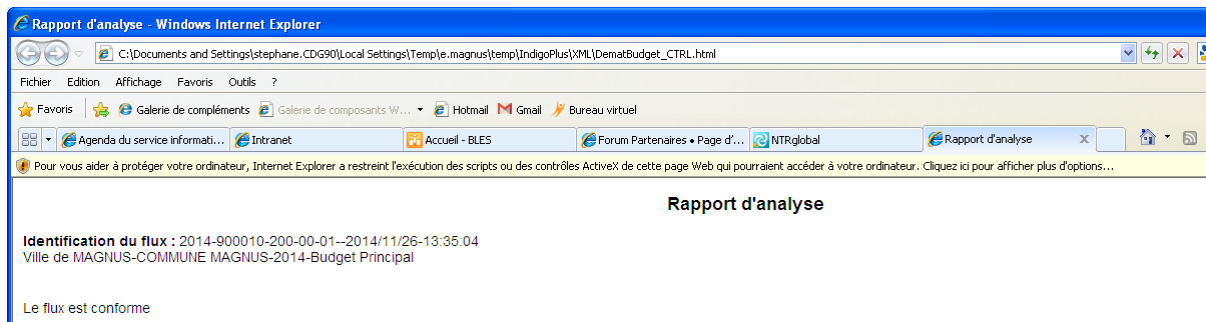 Rapport d'analyse - Windows Internet Explorer
C:\Documents and Settings\stephane.CDG90\Local Settings\Temp\e.magnus\temp\IndigoPlus\XML\DematBudget_CTRL.html
Fichier Edition Affichage Favoris Outils ?
Favoris Galerie de compléments Galerie de composants W... Hotmail Gmail Bureau virtuel
Agenda du service informati... Intranet Accueil - BLES Forum Partenaires • Page d'... NTRglobal Rapport d'analyse x
Pour vous aider à protéger votre ordinateur, Internet Explorer a restreint l'exécution des scripts ou des contrôles ActiveX de cette page Web qui pourraient accéder à votre ordinateur. Cliquez ici pour afficher plus d'options...
Rapport d'analyse
Identification du flux : 2014-900010-200-00-01--2014/11/26-13:35:04
Ville de MAGNUS-COMMUNE MAGNUS-2014-Budget Principal
Le flux est conforme